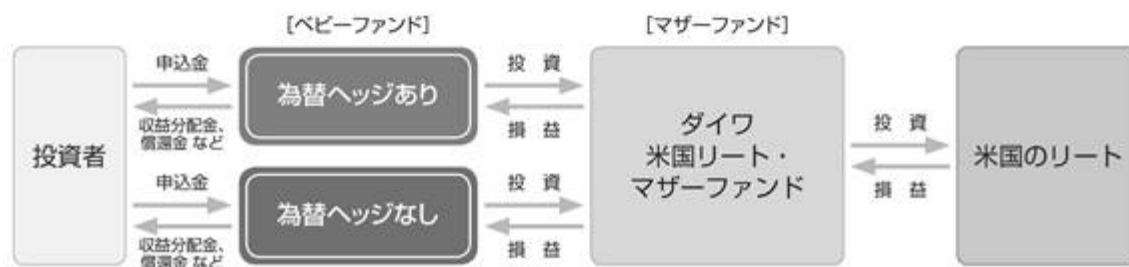 [ベビーファンド]
[マザーファンド]
投資者
申込金
収益分配金、
償還金 など
為替ヘッジあり
投 資
損 益
申込金
収益分配金、
償還金 など
為替ヘッジなし
投 資
損 益
ダイワ
米国リート・
マザーファンド
投 資
損 益
米国のリート